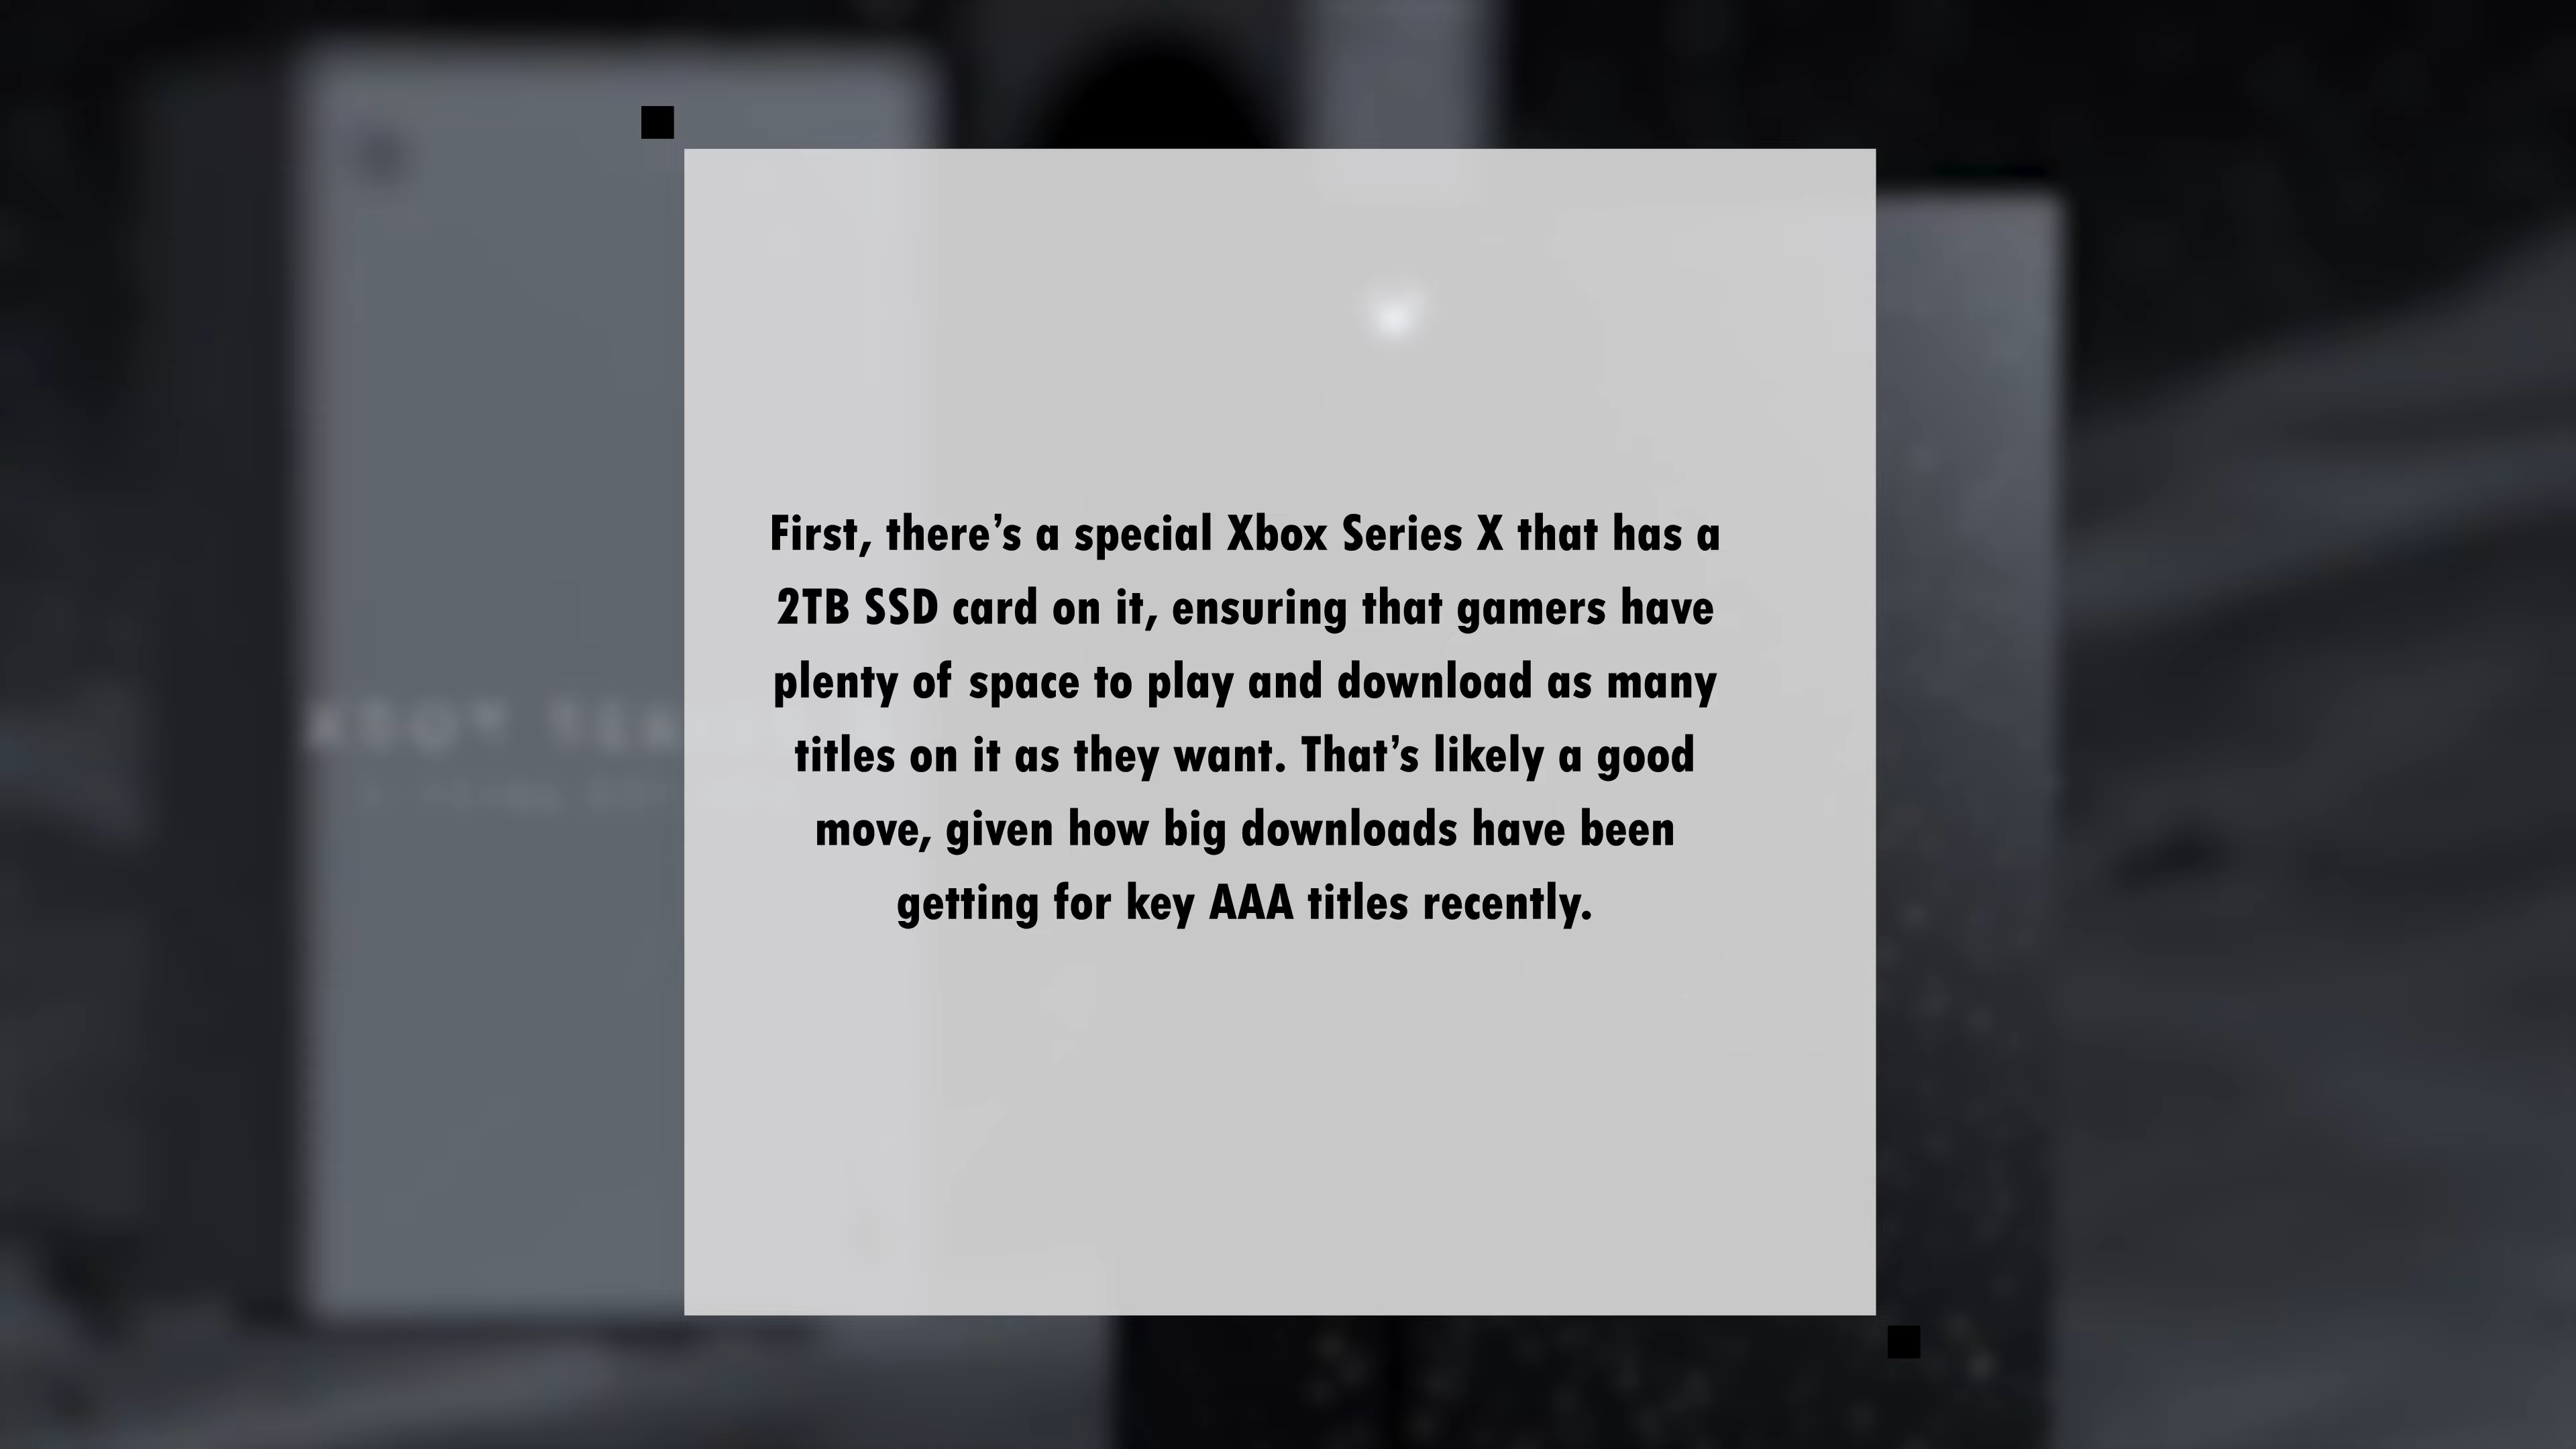 First, there’s a special Xbox Series X that has a
2TB SSD card on it, ensuring that gamers have
plenty of space to play and download as many
titles on it as they want. That’s likely a good
move, given how big downloads have been
getting for key AAA titles recently.